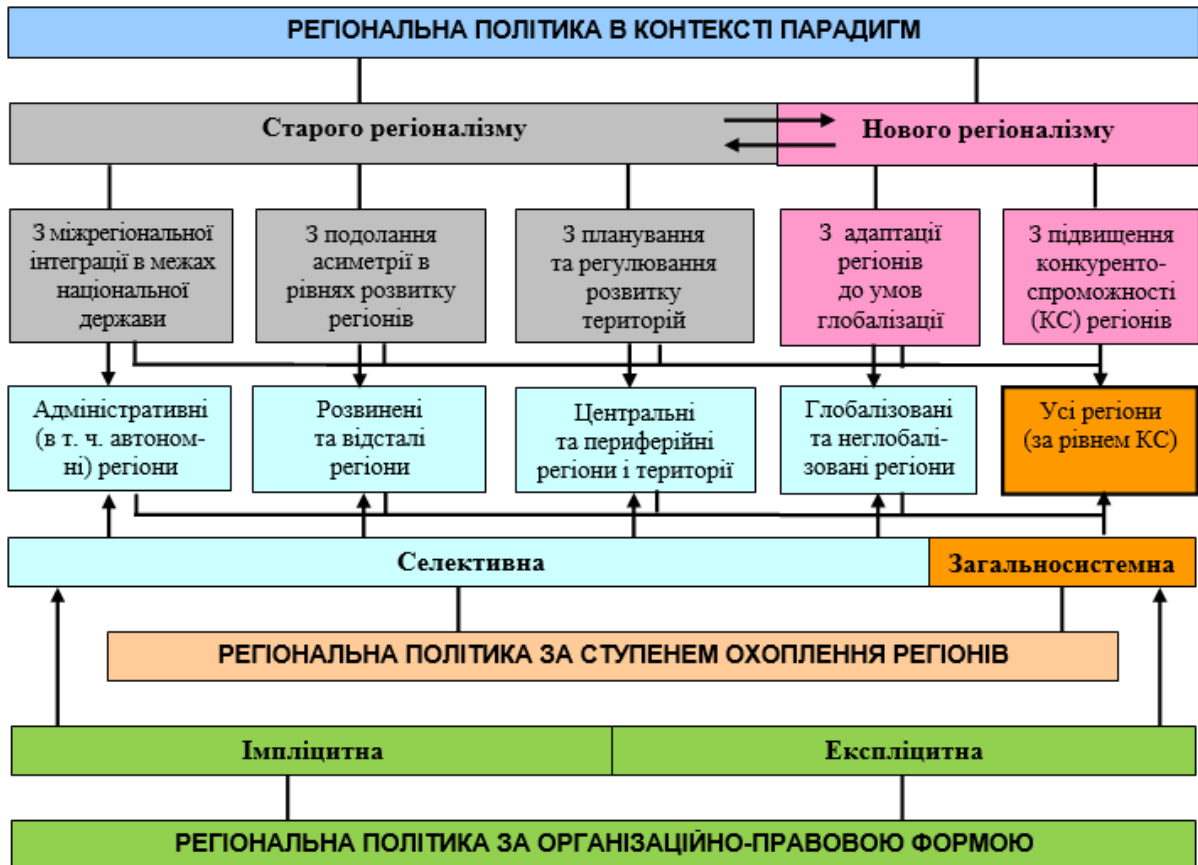 РЕГІОНАЛЬНА ПОЛІТИКА В КОНТЕКСТІ ПАРАДИГМ
Старого регіоналізму
Нового регіоналізму
З міжрегіональної
інтеграції в межах
національної
держави
З подолання
асиметрії в
рівнях розвитку
регіонів
З планування
та регулювання
розвитку
територій
З адаптації
регіонів
до умов
глобалізації
З підвищення
конкуренто-
спроможності
(КС) регіонів
Адміністративні
(в т. ч. автоном-
ні) регіони
Розвинені
та відсталі
регіони
Центральні
та периферійні
регіони і території
Глобалізовані
та неглобалі-
зовані регіони
Усі регіони
(за рівнем КС)
Селективна
Загальносистемна
РЕГІОНАЛЬНА ПОЛІТИКА ЗА СТУПЕНЕМ ОХОПЛЕННЯ РЕГІОНІВ
Імпліцитна
Експліцитна
РЕГІОНАЛЬНА ПОЛІТИКА ЗА ОРГАНІЗАЦІЙНО-ПРАВОВОЮ ФОРМОЮ